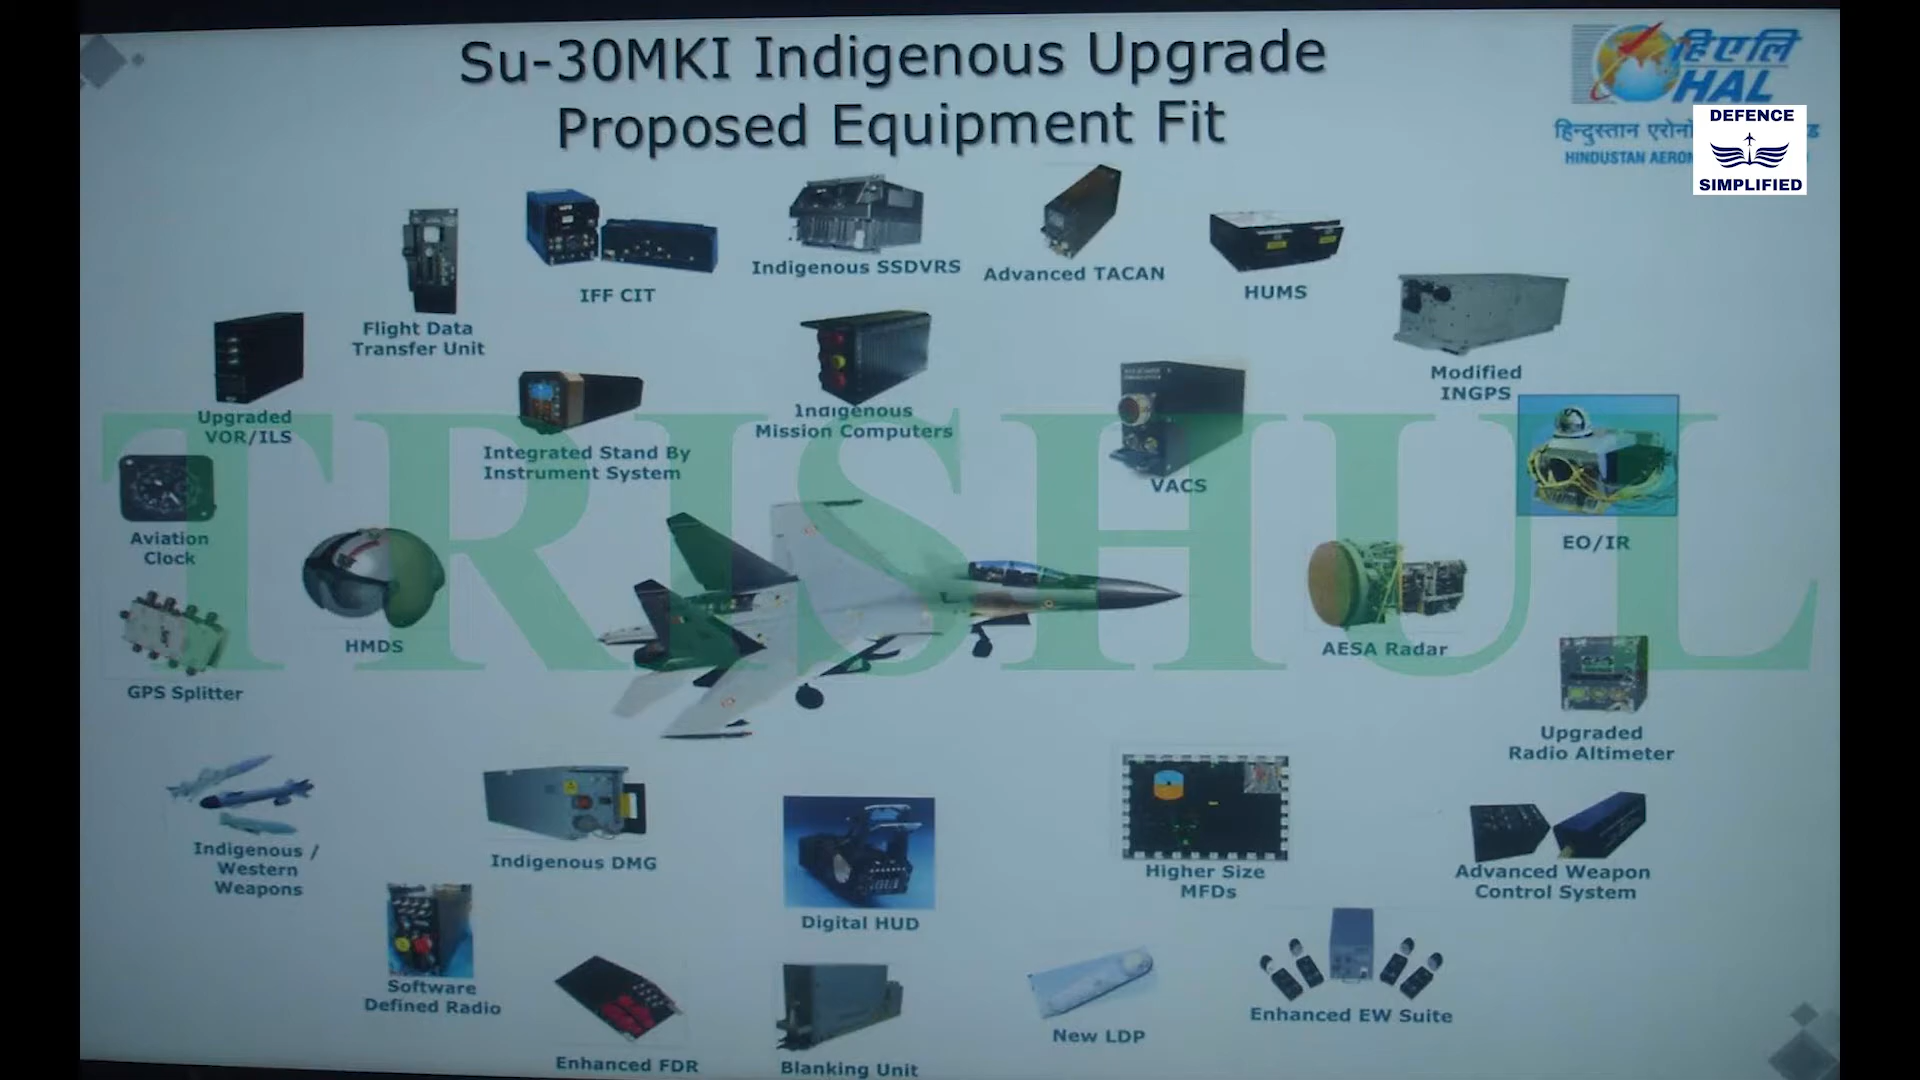 Su-30MKI Indigenous Upgrade
Proposed Equipment Fit
हिएलि
HAL
हिन्दुस्तान
HINDUSTAN
DEFENCE
SIMPLIFIED
Flight Data
Transfer Unit
IFF CIT
Indigenous SSDVRS
Advanced TACAN
HUMS
Modified
INGPS
Upgraded
VOR/ILS
Integrated Stand By
Instrument System
Indigenous
Mission Computers
VACS
EO/IR
TRISHUL
Aviation
Clock
HMDS
AESA Radar
GPS Splitter
Upgraded
Radio Altimeter
Indigenous /
Western
Weapons
Indigenous DMG
Digital HUD
Higher Size
MFDs
Advanced Weapon
Control System
Software
Defined Radio
Enhanced FDR
Blanking Unit
New LDP
Enhanced EW Suite